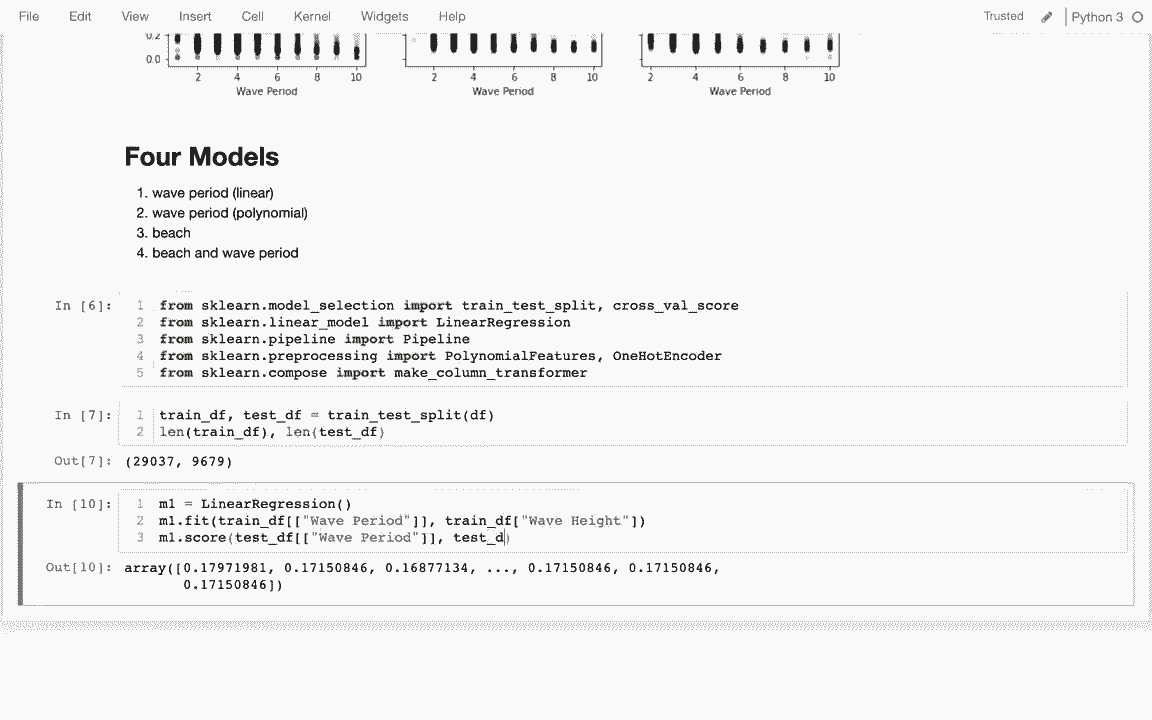 File Edit View Insert Cell Kernel Widgets Help Trusted Python 3
0.2
0.0
2 4 6 8 10 2 4 6 8 10 2 4 6 8 10
Wave Period Wave Period Wave Period
Four Models
1. wave period (linear)
2. wave period (polynomial)
3. beach
4. beach and wave period
In [6]: 1 from sklearn.model_selection import train_test_split, cross_val_score
2 from sklearn.linear_model import LinearRegression
3 from sklearn.pipeline import Pipeline
4 from sklearn.preprocessing import PolynomialFeatures, OneHotEncoder
5 from sklearn.compose import make_column_transformer
In [7]: 1 train_df, test_df = train_test_split(df)
2 len(train_df), len(test_df)
Out[7]: (29037, 9679)
In [10]: 1 m1 = LinearRegression()
2 m1.fit(train_df[["Wave Period"]], train_df["Wave Height"])
3 m1.score(test_df[["Wave Period"]], test_d)
Out[10]: array([0.17971981, 0.17150846, 0.16877134, ..., 0.17150846, 0.17150846,
0.17150846])